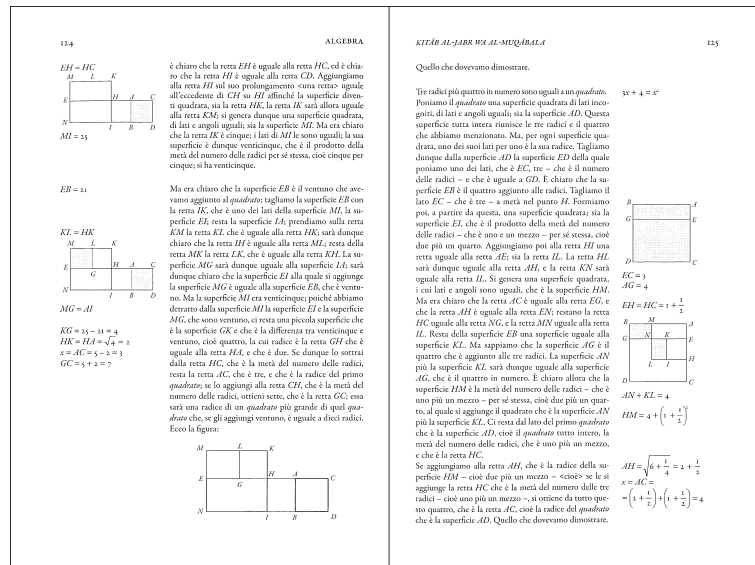 124
ALGEBRA
EH = HC
M L K
E H A C
N I B D
MI = 25
è chiaro che la retta EH è uguale alla retta HC, ed è chia-
ro che la retta HI è uguale alla retta CD. Aggiungiamo
alla retta HI sul suo prolungamento <una retta> uguale
all'eccedente di CH su HI affinché la superficie diven-
ti quadrata, sia la retta HK, la retta IK sarà allora uguale
alla retta KM; si genera dunque una superficie quadrata,
di lati e angoli uguali; sia la superficie MI. Ma era chiaro
che la retta IK è cinque; i lati di MI le sono uguali; la sua
superficie è dunque venticinque, che è il prodotto della
metà del numero delle radici per sé stessa, cioè cinque per
cinque; si ha venticinque.
EB = 21
KL = HK
M L K
E H A C
G
N I B D
MG = AI
KG = 25 – 21 = 4
HK = HA = √4 = 2
x = AC = 5 – 2 = 3
GC = 5 + 2 = 7
Ma era chiaro che la superficie EB è il ventuno che ave-
vamo aggiunto al quadrato; tagliamo la superficie EB con
la retta IK, che è uno dei lati della superficie MI, la su-
perficie EI; resta la superficie IA; prendiamo sulla retta
KM la retta KL che è uguale alla retta HK; sarà dunque
chiaro che la retta IH è uguale alla retta ML; resta della
retta MK la retta LK, che è uguale alla retta KH. La su-
perficie MG sarà dunque uguale alla superficie IA; sarà
dunque chiaro che la superficie EI alla quale si aggiunge
la superficie MG è uguale alla superficie EB, che è ventu-
no. Ma la superficie MI era venticinque; poiché abbiamo
detratto dalla superficie MI la superficie EI e la superficie
MG, che sono ventuno, ci resta una piccola superficie che
è la superficie GK e che è la differenza tra venticinque e
ventuno, cioè quattro, la cui radice è la retta GH che è
uguale alla retta HA, e che è due. Se dunque lo sottrai
dalla retta HC, che è la metà del numero delle radici,
resta la retta AC, che è tre, e che è la radice del primo
quadrato; se lo aggiungi alla retta CH, che è la metà del
numero delle radici, ottieni sette, che è la retta GC; essa
sarà una radice di un quadrato più grande di quel qua-
drato che, se gli aggiungi ventuno, è uguale a dieci radici.
Ecco la figura:
M L K
H A C
E G
N I B D
KITĀB AL-JABR WA AL-MUQĀBALA
125
Quello che dovevamo dimostrare.
Tre radici più quattro in numero sono uguali a un quadrato.
Poniamo il quadrato una superficie quadrata di lati inco-
gniti, di lati e angoli uguali; sia la superficie AD. Questa
superficie tutta intera riunisce le tre radici e il quattro
che abbiamo menzionato. Ma, per ogni superficie qua-
drata, uno dei suoi lati per uno è la sua radice. Tagliamo
dunque dalla superficie AD la superficie ED della quale
poniamo uno dei lati, che è EC, tre – che è il numero
delle radici – e che è uguale a GD. È chiaro che la su-
perficie EB è il quattro aggiunto alle radici. Tagliamo il
lato EC – che è tre – a metà nel punto H. Formiamo
poi, a partire da questa, una superficie quadrata; sia la
superficie EI, che è il prodotto della metà del numero
delle radici – che è uno e un mezzo – per sé stessa, cioè
due più un quarto. Aggiungiamo poi alla retta HI una
retta uguale alla retta AE; sia la retta IL. La retta HL
sarà dunque uguale alla retta AH, e la retta KN sarà
uguale alla retta IL. Si genera una superficie quadrata,
i cui lati e angoli sono uguali, che è la superficie HM.
Ma era chiaro che la retta AC è uguale alla retta EG, e
che la retta AH è uguale alla retta EN; restano la retta
HC uguale alla retta NG, e la retta MN uguale alla retta
IL. Resta della superficie EB una superficie uguale alla
superficie KL. Ma sappiamo che la superficie AG è il
quattro che è aggiunto alle tre radici. La superficie AN
più la superficie KL sarà dunque uguale alla superficie
AG, che è il quattro in numero. È chiaro allora che la
superficie HM è la metà del numero delle radici – che è
uno più un mezzo – per sé stessa, cioè due più un quar-
to, al quale si aggiunge il quadrato che è la superficie AN
più la superficie KL. Ci resta dal lato del primo quadrato
che è la superficie AD, cioè il quadrato tutto intero, la
metà del numero delle radici, che è uno più un mezzo,
e che è la retta HC.
Se aggiungiamo alla retta AH, che è la radice della su-
perficie HM – cioè due più un mezzo – <cioè> se le si
aggiunge la retta HC che è la metà del numero delle tre
radici – cioè uno più un mezzo –, si ottiene da tutto que-
sto quattro, che è la retta AC, cioè la radice del quadrato
che è la superficie AD. Quello che dovevamo dimostrare.
3x + 4 = x²
B A
G E
D C
EC = 3
AG = 4
EH = HC = 1 + 1/2
B M A
G N K E
L I H
D C
AN + KL = 4
HM = 4 + (1 + 1/2)²
AH = √(6 + 1/4) = 2 + 1/2
x = AC =
= (2 + 1/2) + (1 + 1/2) = 4